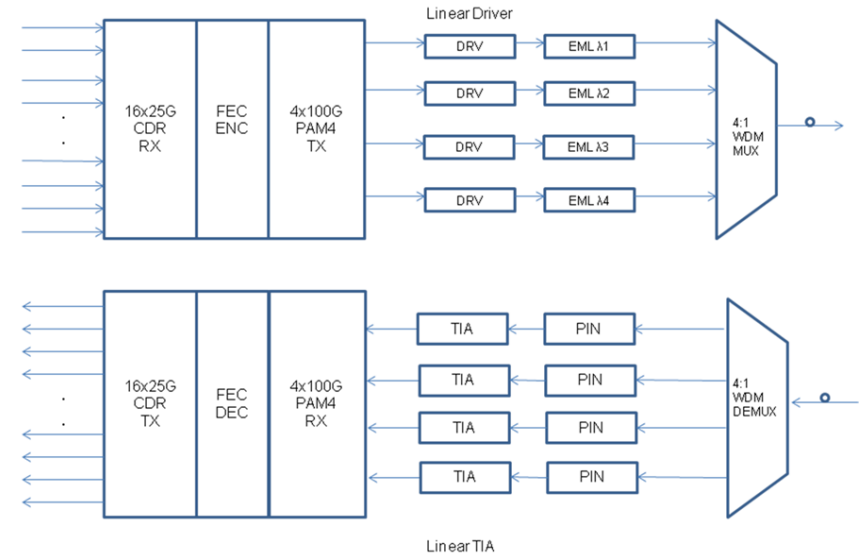 Linear Driver
16x25G
CDR
RX
FEC
ENC
4x100G
PAM4
TX
DRV
EML λ1
DRV
EML λ2
DRV
EML λ3
DRV
EML λ4
4:1
WDM
MUX
16x25G
CDR
TX
FEC
DEC
4x100G
PAM4
RX
TIA
PIN
TIA
PIN
TIA
PIN
TIA
PIN
4:1
WDM
DEMUX
Linear TIA